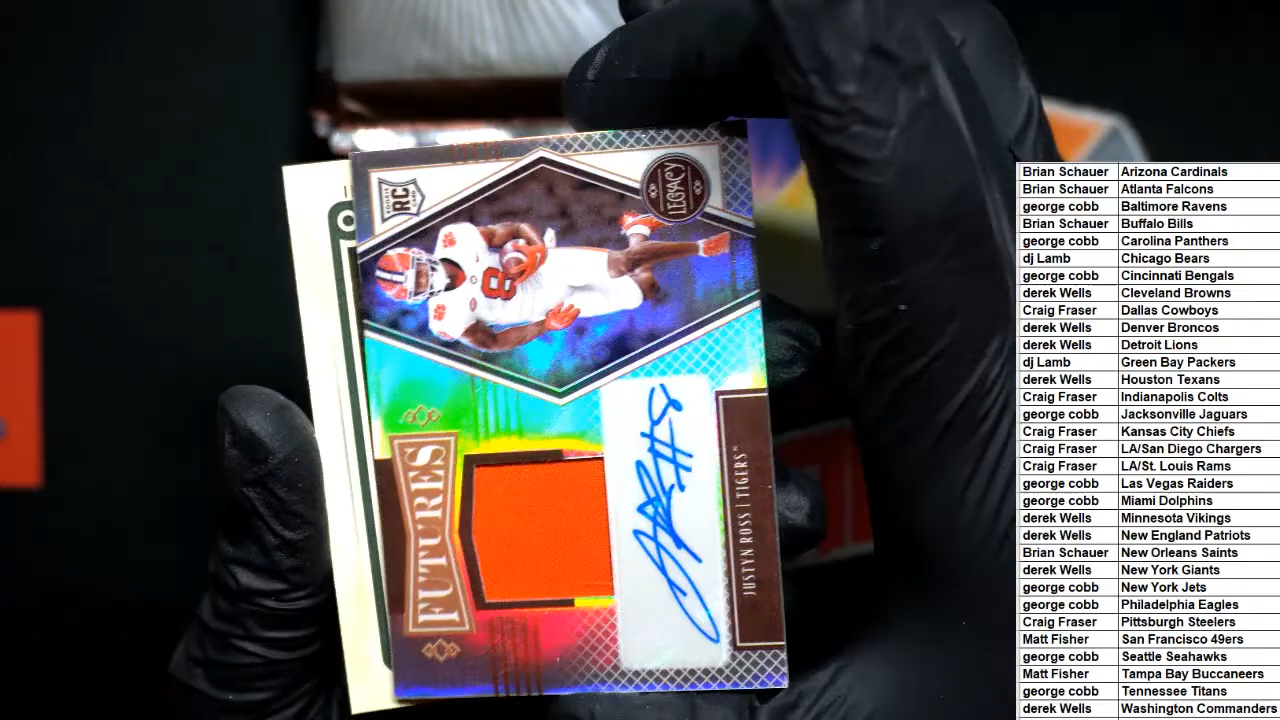 RC
LEGACY
8
FUTURES
JUSTYN ROSS | TIGERS
Brian Schauer Arizona Cardinals
Brian Schauer Atlanta Falcons
george cobb Baltimore Ravens
Brian Schauer Buffalo Bills
george cobb Carolina Panthers
dj Lamb Chicago Bears
george cobb Cincinnati Bengals
derek Wells Cleveland Browns
Craig Fraser Dallas Cowboys
derek Wells Denver Broncos
derek Wells Detroit Lions
dj Lamb Green Bay Packers
derek Wells Houston Texans
Craig Fraser Indianapolis Colts
george cobb Jacksonville Jaguars
Craig Fraser Kansas City Chiefs
Craig Fraser LA/San Diego Chargers
Craig Fraser LA/St. Louis Rams
george cobb Las Vegas Raiders
george cobb Miami Dolphins
derek Wells Minnesota Vikings
derek Wells New England Patriots
Brian Schauer New Orleans Saints
derek Wells New York Giants
george cobb New York Jets
george cobb Philadelphia Eagles
Craig Fraser Pittsburgh Steelers
Matt Fisher San Francisco 49ers
george cobb Seattle Seahawks
Matt Fisher Tampa Bay Buccaneers
george cobb Tennessee Titans
derek Wells Washington Commanders